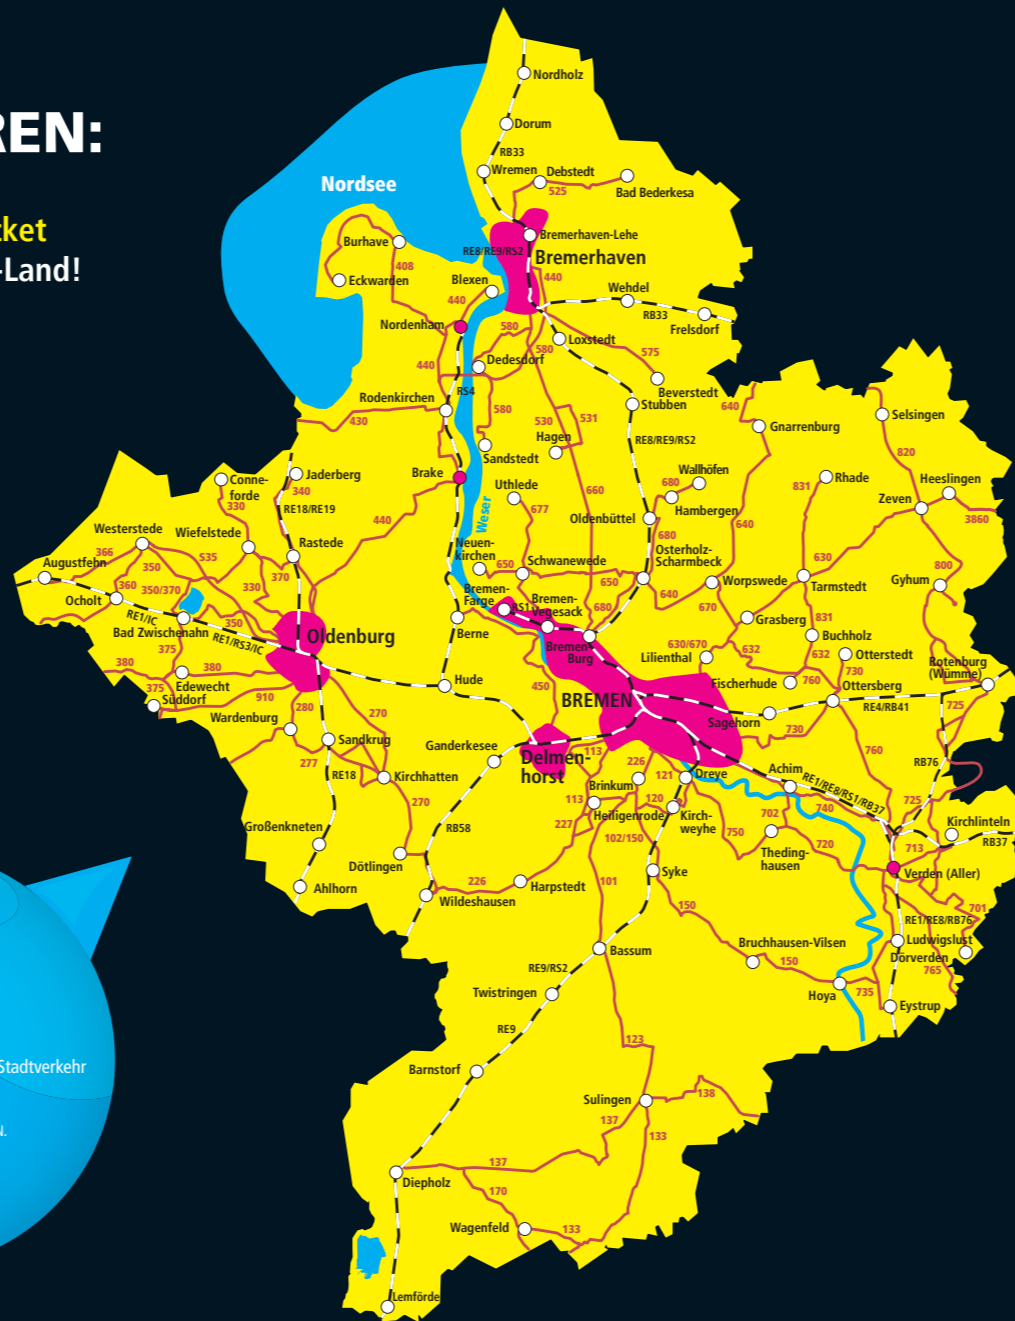 REN:
ket
-Land!
Nordsee
Nordholz
Dorum
RB33
Wremen
Debstedt
525
Bad Bederkesa
Burhave
408
Eckwarden
Bremerhaven-Lehe
RE8/RE9/RS2
Bremerhaven
440
Blexen
440
Wehdel
RB33
Frelsdorf
Nordenham
580
580
Loxstedt
575
440
Dedesdorf
RS4
Beverstedt
Rodenkirchen
430
580
530
531
Stubben
RE8/RE9/RS2
640
Gnarrenburg
Selsingen
820
Hagen
Sandstedt
Brake
Uthlede
677
660
680
Wallhöfen
Hambergen
831
Rhade
Heeslingen
Zeven
3860
Conne-
forde
330
Jaderberg
340
RE18/RE19
440
Weser
Oldenbüttel
680
640
Westerstede
Wiefelstede
Rastede
366
350
S35
Augustfehn
360
350/370
330
370
Ocholt
RE1/IC
350
Bad Zwischenahn
RE1/RS3/IC
Oldenburg
375
380
380
Edewecht
375
Süddorf
910
Neuen-
kirchen
650
Schwanewede
650
Osterholz-
Scharmbeck
Bremen-
Farge
RS1
Bremen-
Vegesack
680
640
Worpswede
670
630
Tarmstedt
800
Gyhum
Berne
Bremen-
Burg
Grasberg
831
Buchholz
630/670
Lilienthal
632
632
Otterstedt
Rotenburg
(Wümme)
Hude
450
BREMEN
Fischerhude
760
730
Ottersberg
RE4/RB41
725
Sagehorn
730
760
RB76
Wardenburg
280
270
277
Sandkrug
RE18
Kirchhatten
270
Ganderkesee
Delmen-
horst
113
226
121
Dreye
Achim
RE1/RE8/RS1/RB37
Brinkum
113
Heiligenrode
120
Kirch-
weyhe
227
102/150
750
702
740
720
Theding-
hausen
725
Kirchlinteln
RB37
713
Verden (Aller)
Großenkneten
RB58
Dötlingen
Ahlhorn
226
Harpstedt
Wildeshausen
101
Syke
150
701
RE1/RE8/RB76
Ludwigslust
Dörverden
765
Bruchhausen-Vilsen
150
Hoya
735
Eystrup
Bassum
RE9/RS2
Twistringen
RE9
Barnstorf
123
Sulingen
138
137
133
Stadtverkehr
N.
137
Diepholz
170
Wagenfeld
133
Lemförde